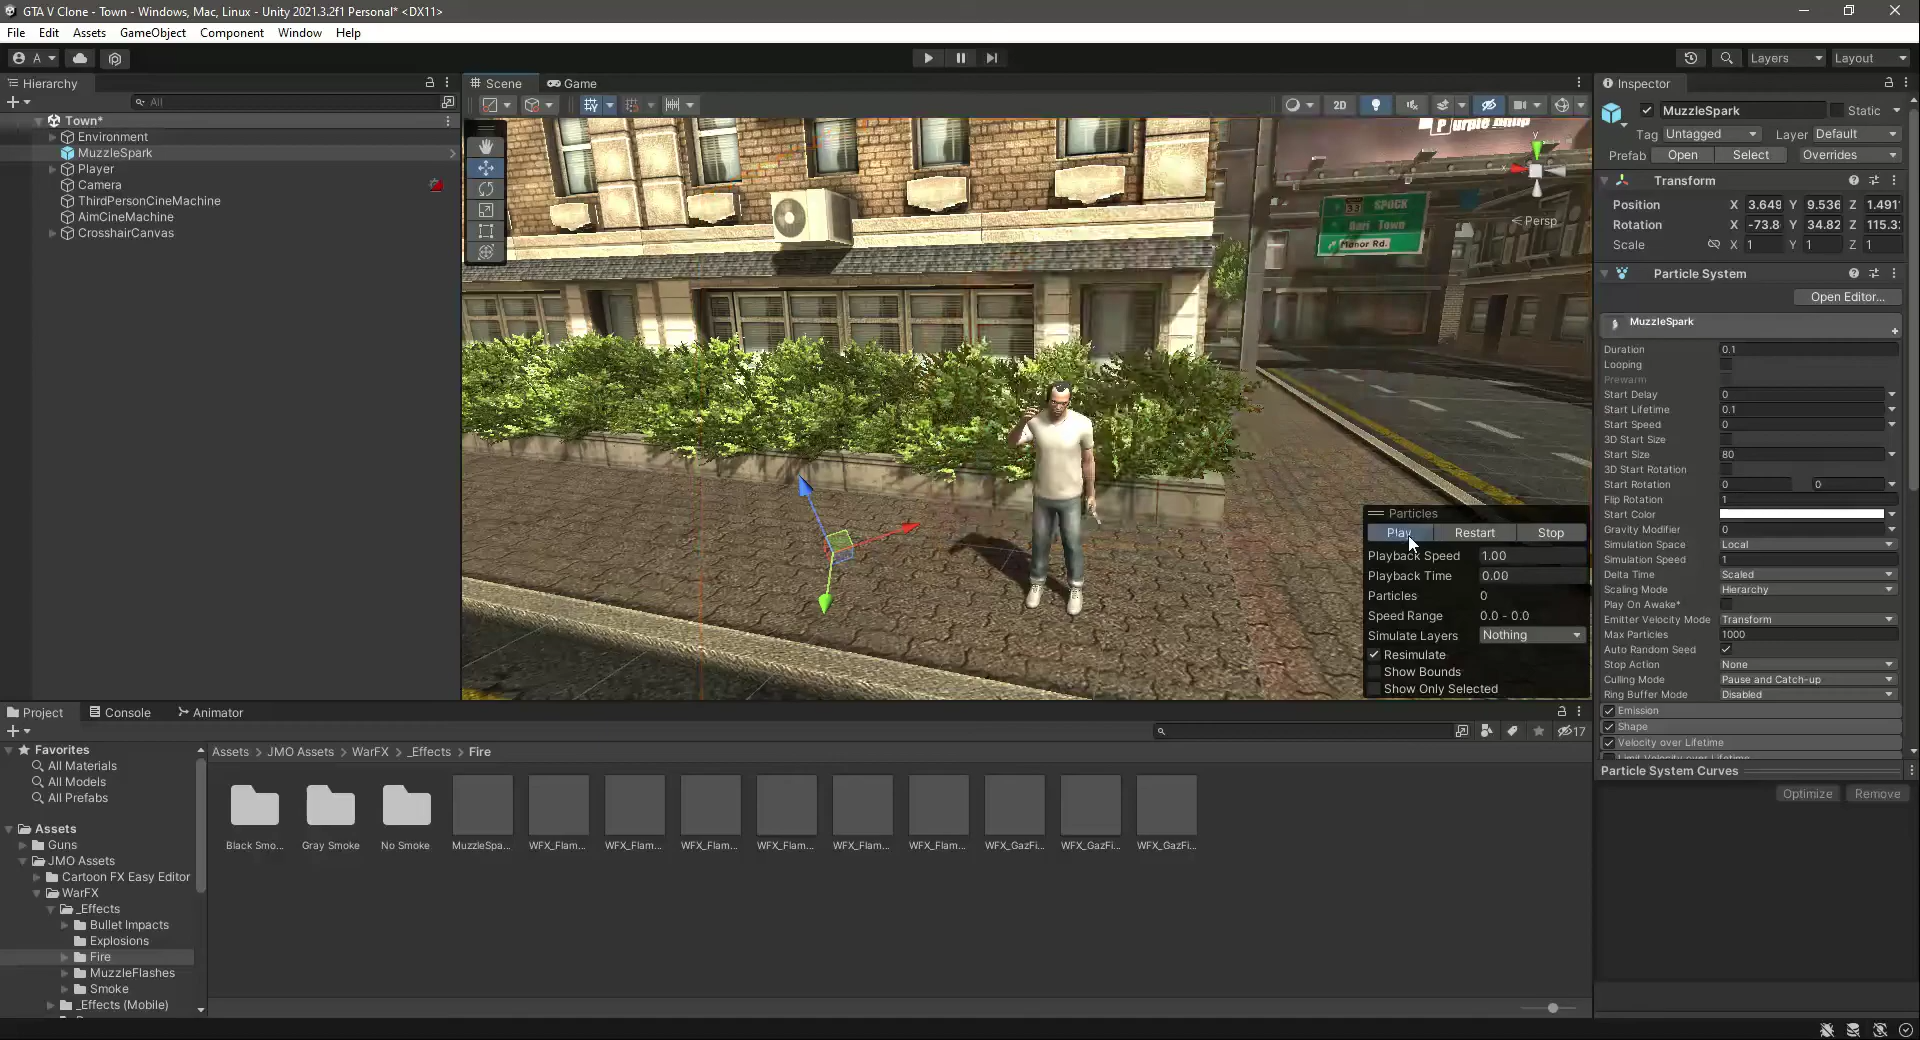 GTA V Clone - Town - Windows, Mac, Linux - Unity 2021.3.2f1 Personal* <DX11>
File Edit Assets GameObject Component Window Help
A
Layers Layout
Hierarchy
All
Town*
Environment
MuzzleSpark
Player
Camera
ThirdPersonCineMachine
AimCineMachine
CrosshairCanvas
Scene Game
2D
SPOCK
Town
Manor Rd.
33
y
Persp
Particles
Play Restart Stop
Playback Speed 1.00
Playback Time 0.00
Particles 0
Speed Range 0.0 - 0.0
Simulate Layers Nothing
Resimulate
Show Bounds
Show Only Selected
Inspector
MuzzleSpark Static
Tag Untagged Layer Default
Prefab Open Select Overrides
Transform
Position X 3.649 Y 9.536 Z 1.491
Rotation X -73.8 Y 34.82 Z 115.3
Scale X 1 Y 1 Z 1
Particle System
Open Editor...
MuzzleSpark
Duration 0.1
Looping
Prewarm
Start Delay 0
Start Lifetime 0.1
Start Speed 0
3D Start Size
Start Size 80
3D Start Rotation
Start Rotation 0 0
Flip Rotation 1
Start Color
Gravity Modifier 0
Simulation Space Local
Simulation Speed 1
Delta Time Scaled
Scaling Mode Hierarchy
Play On Awake*
Emitter Velocity Mode Transform
Max Particles 1000
Auto Random Seed
Stop Action None
Culling Mode Pause and Catch-up
Ring Buffer Mode Disabled
Emission
Shape
Velocity over Lifetime
Limit Velocity over Lifetime
Particle System Curves
Optimize Remove
Project Console Animator
17
Favorites
All Materials
All Models
All Prefabs
Assets
Guns
JMO Assets
Cartoon FX Easy Editor
WarFX
_Effects
Bullet Impacts
Explosions
Fire
MuzzleFlashes
Smoke
_Effects (Mobile)
Assets > JMO Assets > WarFX > _Effects > Fire
Black Smo... Gray Smoke No Smoke MuzzleSpa... WFX_Flam... WFX_Flam... WFX_Flam... WFX_Flam... WFX_Flam... WFX_Flam... WFX_GazFi... WFX_GazFi... WFX_GazFi...